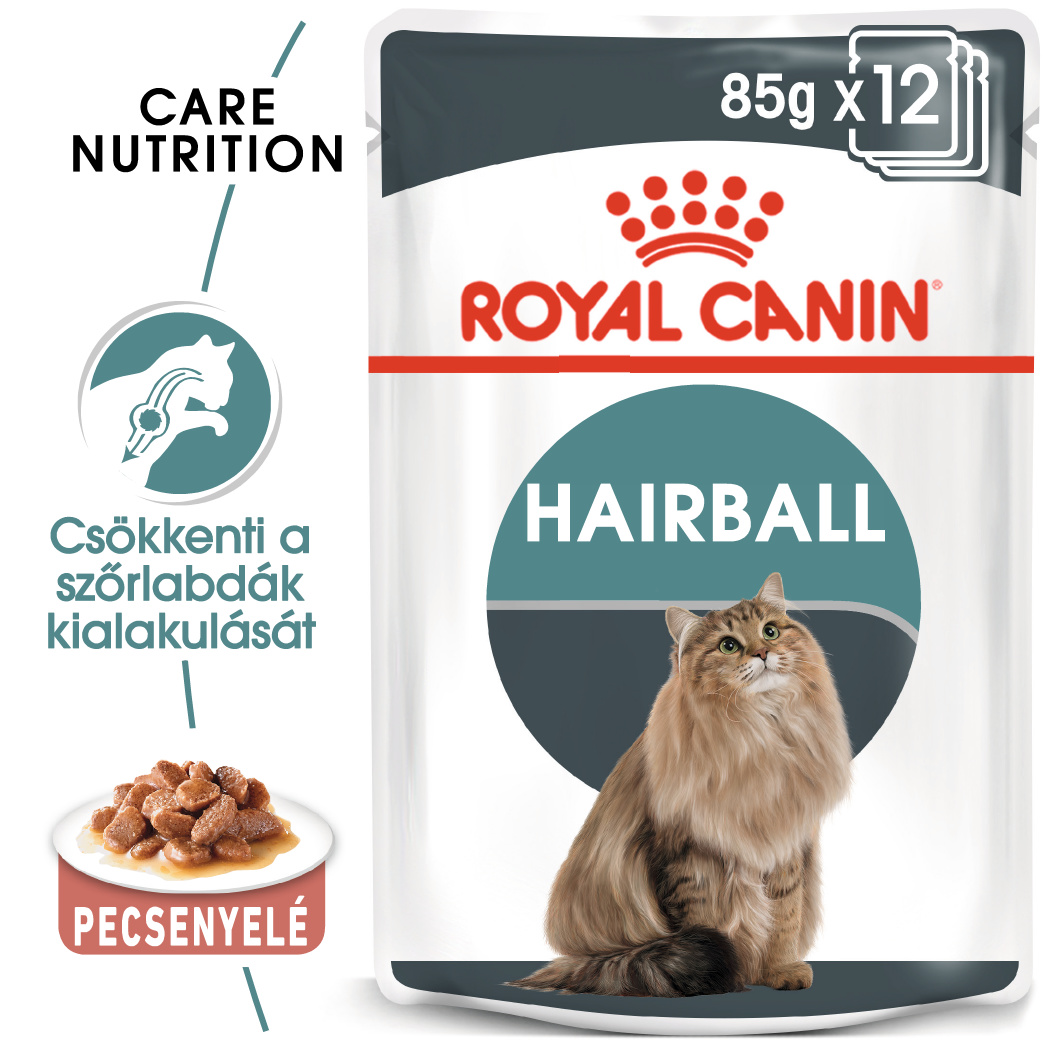 CARE
NUTRITION
Csökkenti a
szőrlabdák
kialakulását
PECSENYELÉ
85g x12
ROYAL CANIN®
HAIRBALL